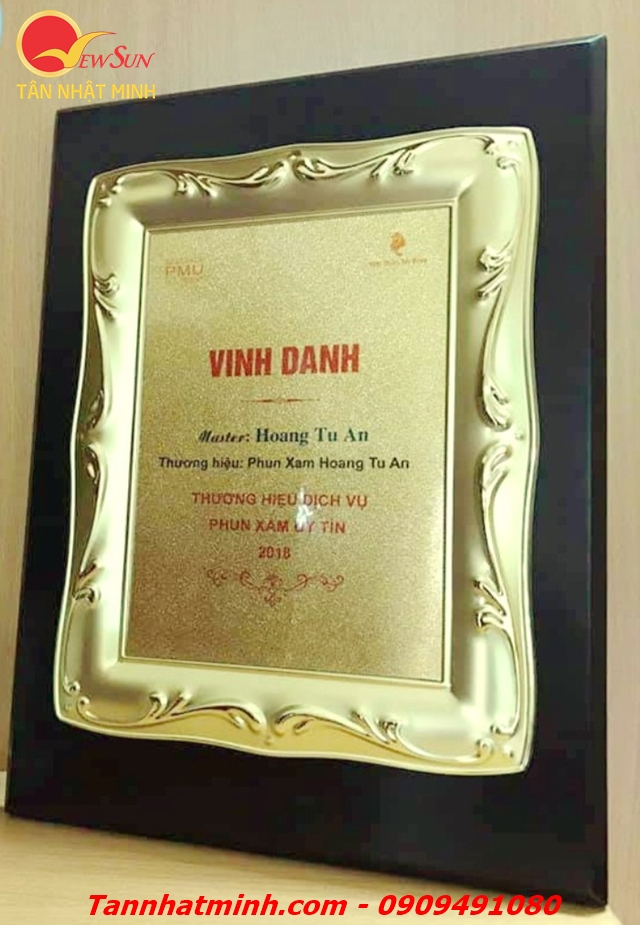 NEWSUN
TÂN NHẬT MINH
PMU
VINH DANH
Master: Hoang Tu An
Thương hiệu: Phun Xam Hoang Tu An
THƯƠNG HIỆU DỊCH VỤ
PHUN XĂM UY TÍN
2018
Tannhatminh.com - 0909491080